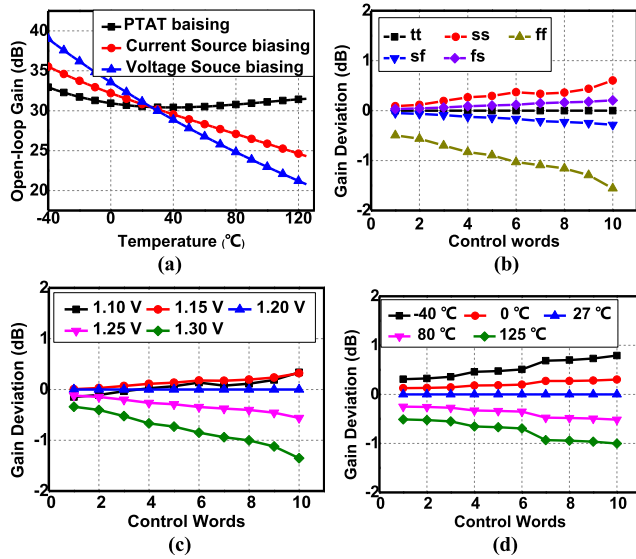 PTAT baising
Current Source biasing
Voltage Souce biasing
Open-loop Gain (dB)
40
35
30
25
20
-40
0
40
80
120
Temperature (℃)
(a)
tt
ss
ff
sf
fs
Gain Deviation (dB)
2
1
0
-1
-2
0
2
4
6
8
10
Control words
(b)
1.10 V
1.15 V
1.20 V
1.25 V
1.30 V
Gain Deviation (dB)
2
1
0
-1
-2
0
2
4
6
8
10
Control Words
(c)
-40 ℃
0 ℃
27 ℃
80 ℃
125 ℃
Gain Deviation (dB)
2
1
0
-1
-2
0
2
4
6
8
10
Control Words
(d)